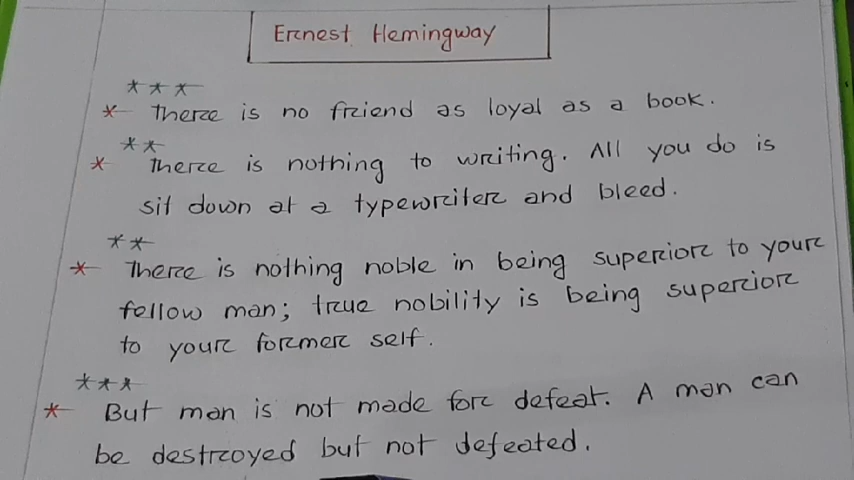 Ernest Hemingway
***
* There is no friend as loyal as a book.
**
* There is nothing to writing. All you do is
sit down at a typewriter and bleed.
**
* There is nothing noble in being superior to your
fellow man; true nobility is being superior
to your former self.
***
* But man is not made for defeat. A man can
be destroyed but not defeated.